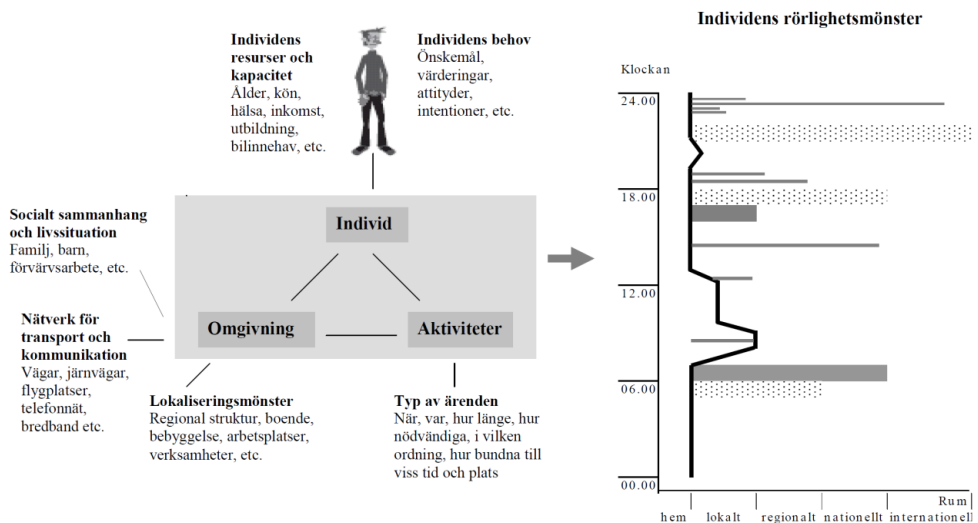 Individens rörlighetsmönster
Individens
resurser och
kapacitet
Ålder, kön,
hälsa, inkomst,
utbildning,
bilinnehav, etc.
Individens behov
Önskemål,
värderingar,
attityder,
intentioner, etc.
Individ
Omgivning
Aktiviteter
Socialt sammanhang
och livssituation
Familj, barn,
förvärvsarbete, etc.
Nätverk för
transport och
kommunikation
Vägar, järnvägar,
flygplatser,
telefonnät,
bredband etc.
Lokaliseringsmönster
Regional struktur, boende,
bebyggelse, arbetsplatser,
verksamheter, etc.
Typ av ärenden
När, var, hur länge, hur
nödvändiga, i vilken
ordning, hur bundna till
viss tid och plats
Klockan
24.00
18.00
12.00
06.00
00.00
Rum
hem lokalt regionalt nationellt internationell